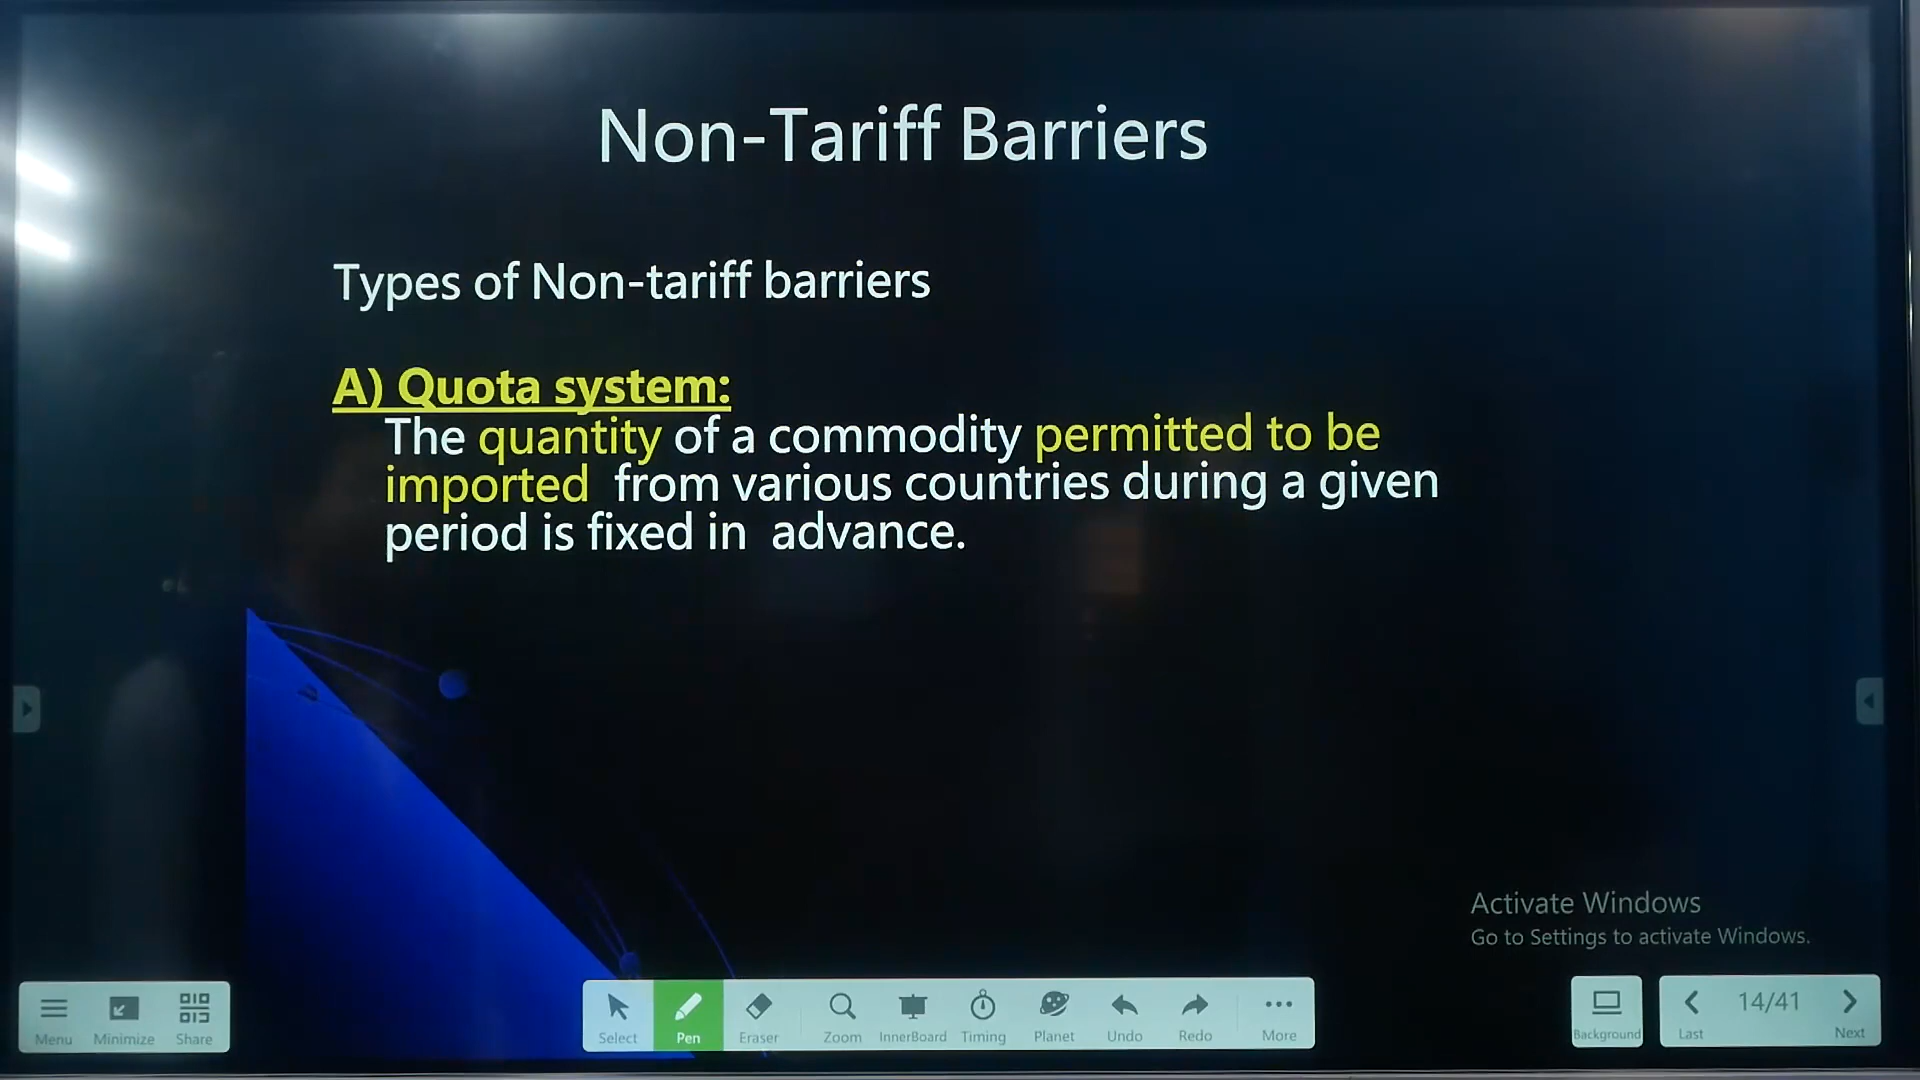 Non-Tariff Barriers
Types of Non-tariff barriers
A) Quota system:
The quantity of a commodity permitted to be
imported from various countries during a given
period is fixed in advance.
Activate Windows
Go to Settings to activate Windows.
Menu Minimize Share
Select Pen Eraser Zoom InnerBoard Timing Planet Undo Redo More
Background
14/41
Last Next